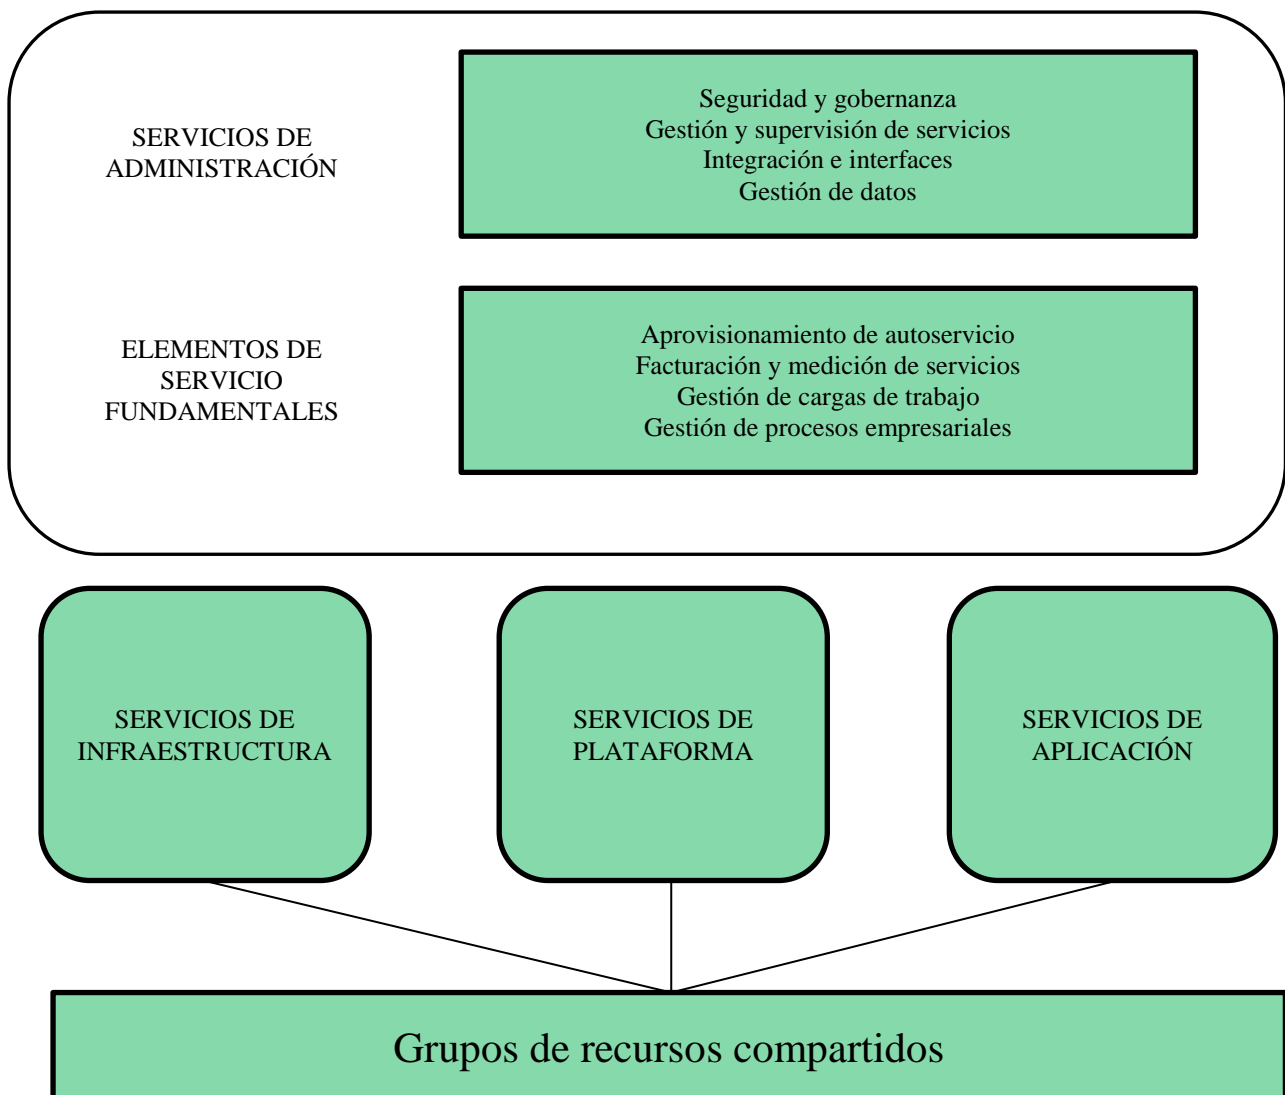 SERVICIOS DE
ADMINISTRACIÓN
Seguridad y gobernanza
Gestión y supervisión de servicios
Integración e interfaces
Gestión de datos
ELEMENTOS DE
SERVICIO
FUNDAMENTALES
Aprovisionamiento de autoservicio
Facturación y medición de servicios
Gestión de cargas de trabajo
Gestión de procesos empresariales
SERVICIOS DE
INFRAESTRUCTURA
SERVICIOS DE
PLATAFORMA
SERVICIOS DE
APLICACIÓN
Grupos de recursos compartidos